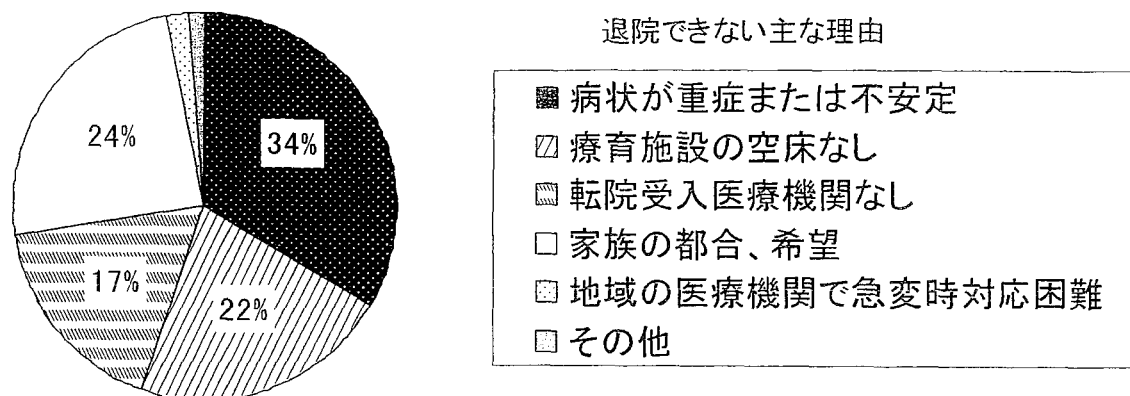 退院できない主な理由
34%
22%
17%
24%
病状が重症または不安定
療育施設の空床なし
転院受入医療機関なし
家族の都合、希望
地域の医療機関で急変時対応困難
その他